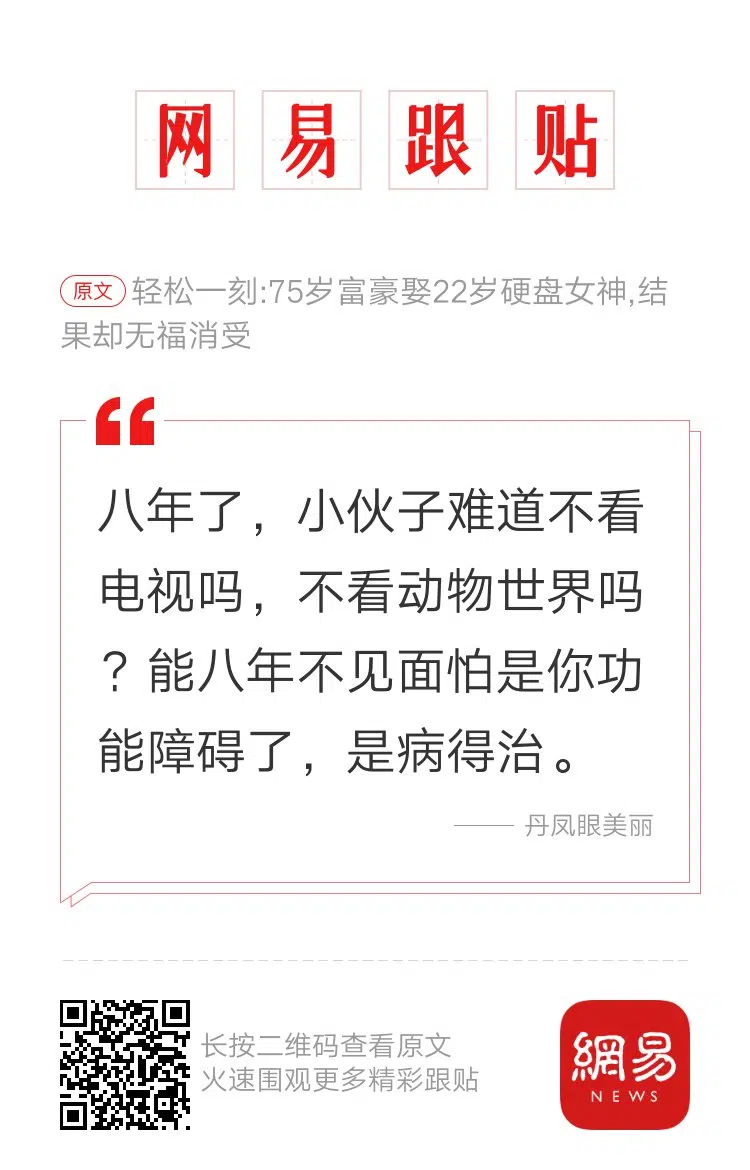 网易跟贴
原文 轻松一刻:75岁富豪娶22岁硬盘女神,结
果却无福消受
八年了，小伙子难道不看
电视吗，不看动物世界吗
？能八年不见面怕是你功
能障碍了，是病得治。
—— 丹凤眼美丽
长按二维码查看原文
火速围观更多精彩跟贴
網易
NEWS